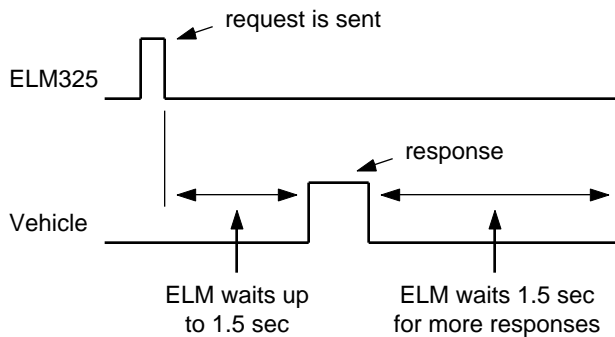 request is sent
ELM325
response
Vehicle
ELM waits up
to 1.5 sec
ELM waits 1.5 sec
for more responses